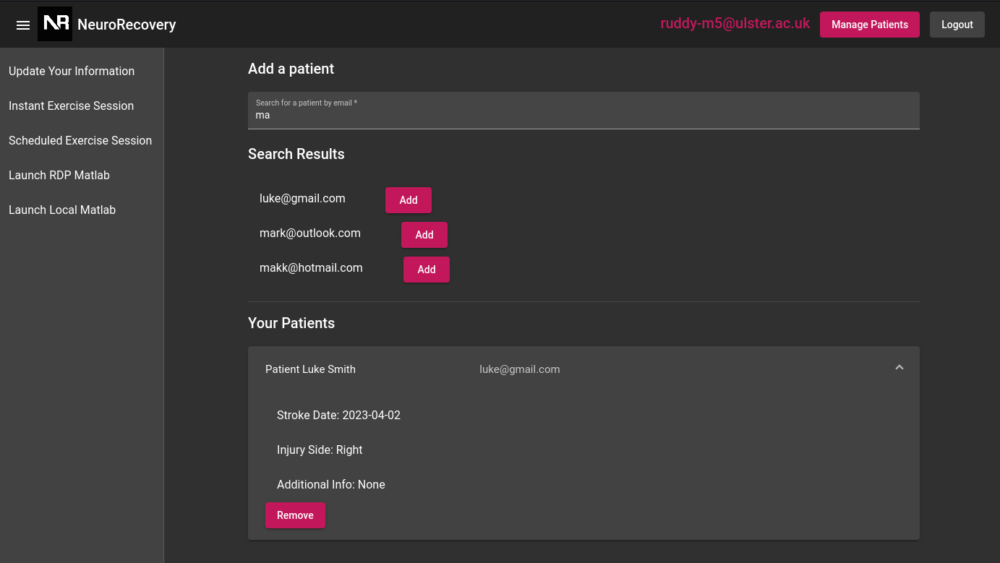 NR NeuroRecovery ruddy-m5@ulster.ac.uk Manage Patients Logout
Update Your Information
Instant Exercise Session
Scheduled Exercise Session
Launch RDP Matlab
Launch Local Matlab
Add a patient
Search for a patient by email *
ma
Search Results
luke@gmail.com Add
mark@outlook.com Add
makk@hotmail.com Add
Your Patients
Patient Luke Smith luke@gmail.com
Stroke Date: 2023-04-02
Injury Side: Right
Additional Info: None
Remove